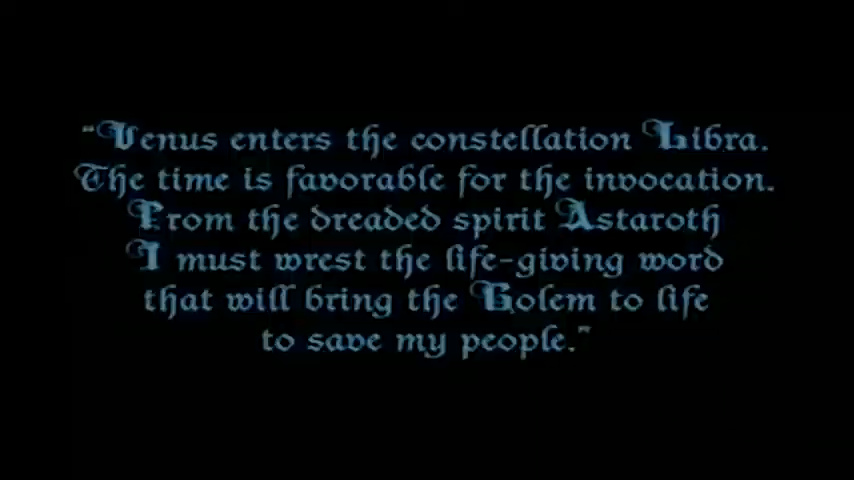 "Venus enters the constellation Libra.
The time is favorable for the invocation.
From the dreaded spirit Astaroth
I must wrest the life-giving word
that will bring the Golem to life
to save my people."